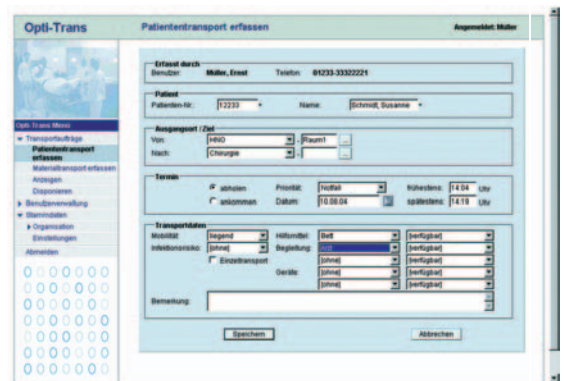 Opti-Trans
Patiententransport erfassen
Angemeldet: Müller
Opti-Trans Menü
Transportaufträge
Patiententransport
erfassen
Materialtransport erfassen
Anzeigen
Disponieren
Benutzerverwaltung
Stammdaten
Organisation
Einstellungen
Abmelden
Erfasst durch
Benutzer: Müller, Ernst Telefon: 01233-33322221
Patient
Patienten-Nr.: 12233 * Name: Schmidt, Susanne *
Ausgangsort / Ziel
Von: HNO , Raum1 ...
Nach: Chirurgie , ...
Termin
abholen Priorität: Notfall frühestens: 14:04 Uhr
ankommen Datum: 10.08.04 spätestens: 14:19 Uhr
Transportdaten
Mobilität: liegend Hilfsmittel: Bett [verfügbar]
Infektionsrisiko: [ohne] Begleitung: [verfügbar]
Einzeltransport [ohne] [verfügbar]
Geräte: [ohne] [verfügbar]
[ohne] [verfügbar]
Bemerkung:
Speichern Abbrechen